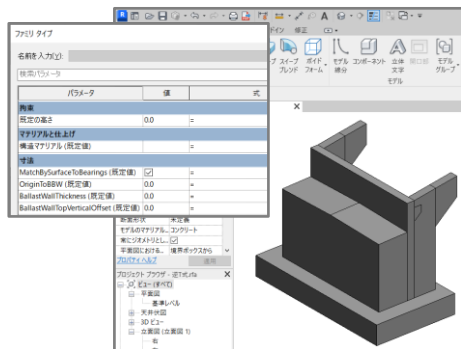 ファミリ タイプ
名前を入力(Y):
検索パラメータ
パラメータ 値 式
拘束
既定の高さ 0.0 =
マテリアルと仕上げ
構造マテリアル (既定値) =
寸法
MatchBySurfaceToBearings (既定値) =
OriginToBBW (既定値) 0.0 =
BallastWallThickness (既定値) 0.0 =
BallastWallTopVerticalOffset (既定値) 0.0 =
ドイン 修正
スイープ ブレンド
ボイド フォーム
モデル 線分
コンポーネント
立体 文字
開口部
モデル グループ
モデル
断面形状 未定義
モデルのマテリアル... コンクリート
常にジオメトリとし...
平面図における... 境界ボックスから
プロパティ ヘルプ 適用
プロジェクト ブラウザ - 逆T式.rfa
ビュー (すべて)
平面図
基準レベル
天井伏図
3D ビュー
立面図 (立面図 1)
右